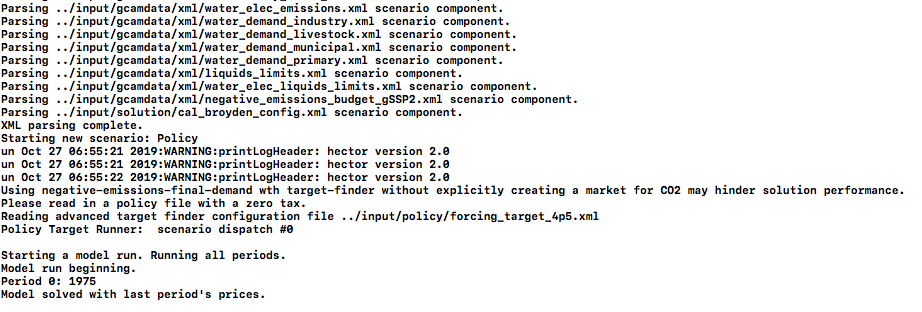 Parsing ../input/gcamdata/xml/water_elec_emissions.xml scenario component.
Parsing ../input/gcamdata/xml/water_demand_industry.xml scenario component.
Parsing ../input/gcamdata/xml/water_demand_livestock.xml scenario component.
Parsing ../input/gcamdata/xml/water_demand_municipal.xml scenario component.
Parsing ../input/gcamdata/xml/water_demand_primary.xml scenario component.
Parsing ../input/gcamdata/xml/liquids_limits.xml scenario component.
Parsing ../input/gcamdata/xml/water_elec_liquids_limits.xml scenario component.
Parsing ../input/gcamdata/xml/negative_emissions_budget_gSSP2.xml scenario component.
Parsing ../input/solution/cal_broyden_config.xml scenario component.
XML parsing complete.
Starting new scenario: Policy
un Oct 27 06:55:21 2019:WARNING:printLogHeader: hector version 2.0
un Oct 27 06:55:21 2019:WARNING:printLogHeader: hector version 2.0
un Oct 27 06:55:22 2019:WARNING:printLogHeader: hector version 2.0
Using negative-emissions-final-demand wth target-finder without explicitly creating a market for CO2 may hinder solution performance.
Please read in a policy file with a zero tax.
Reading advanced target finder configuration file ../input/policy/forcing_target_4p5.xml
Policy Target Runner:  scenario dispatch #0
Starting a model run. Running all periods.
Model run beginning.
Period 0: 1975
Model solved with last period's prices.